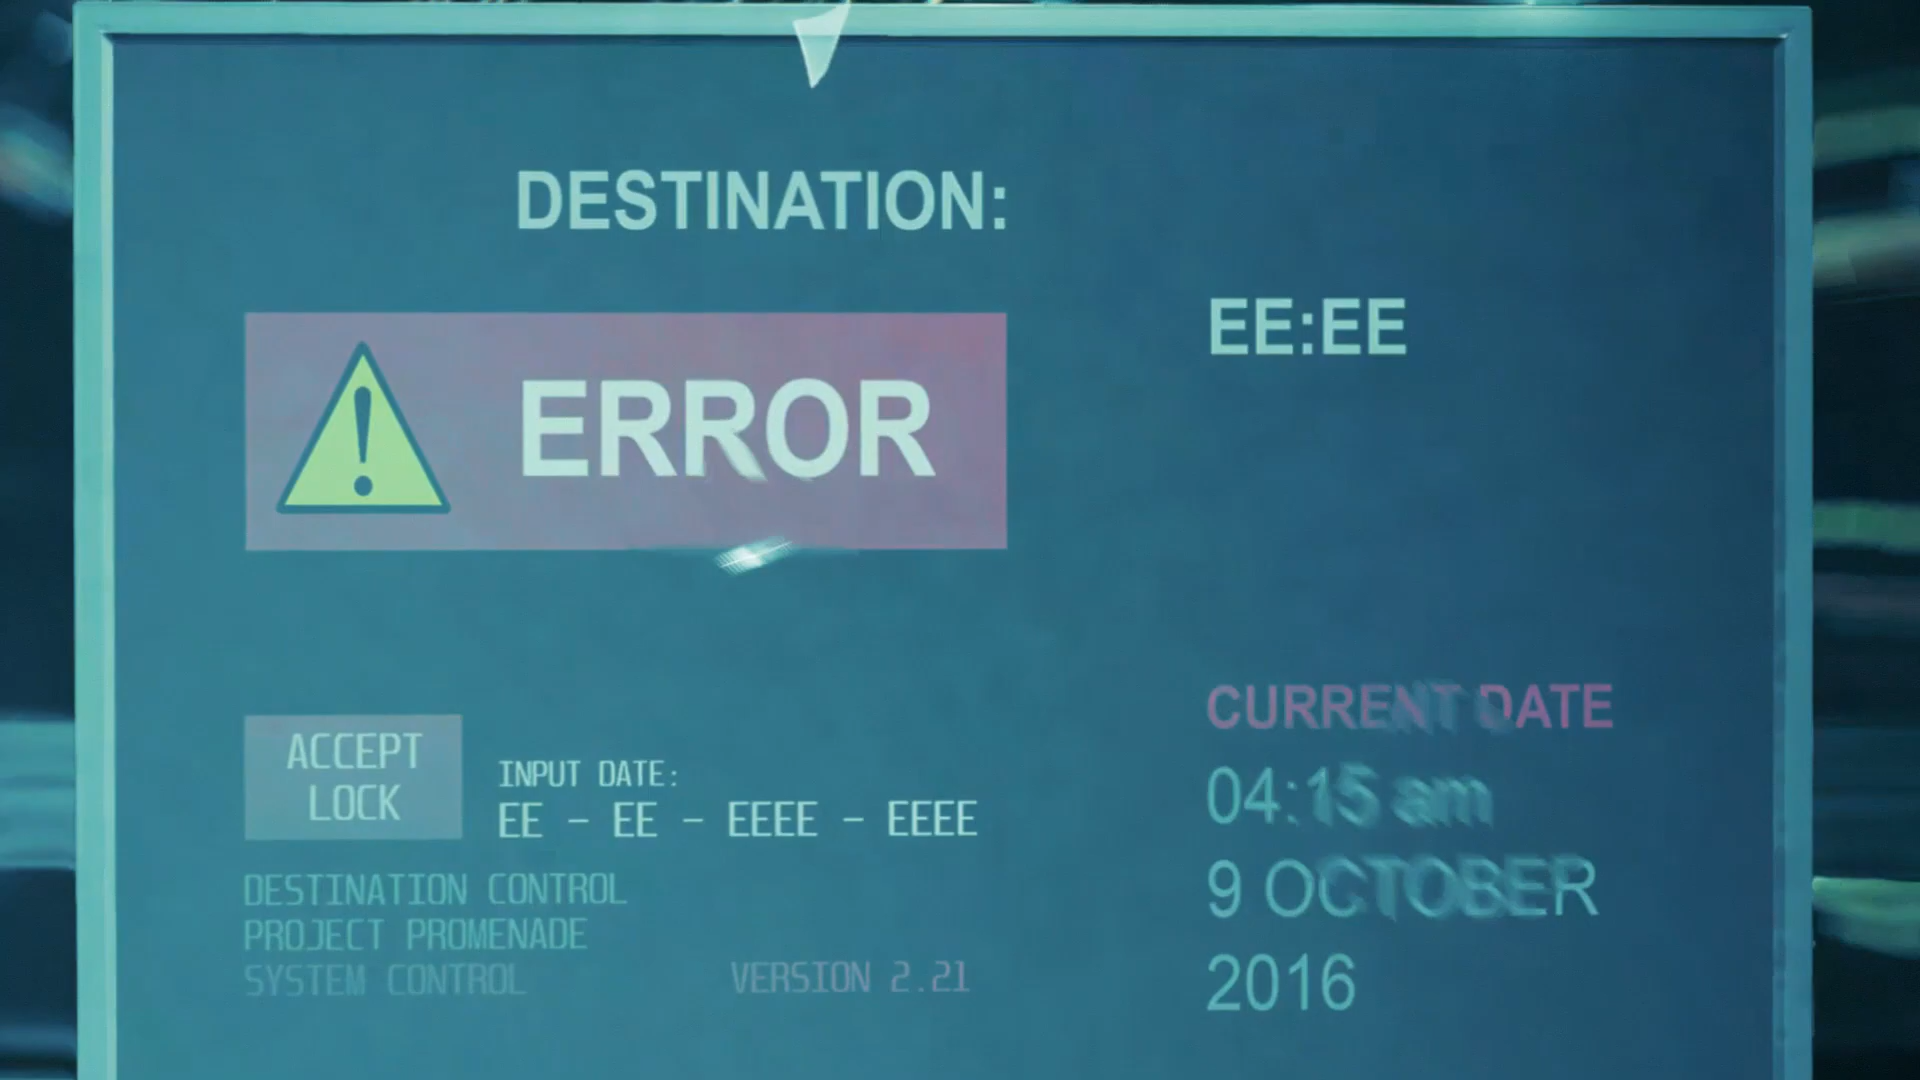 DESTINATION:
EE:EE
ERROR
CURRENT DATE
04:15 am
9 OCTOBER
2016
ACCEPT
LOCK
INPUT DATE:
EE - EE - EEEE - EEEE
DESTINATION CONTROL
PROJECT PROMENADE
SYSTEM CONTROL
VERSION 2.21